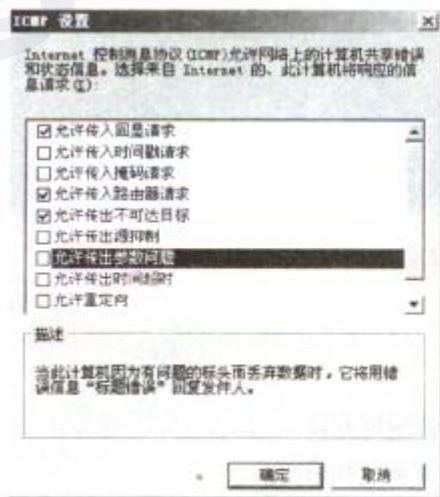 ICMP 设置
Internet 控制消息协议(ICMP)允许网络上的计算机共享错误
和状态信息。选择来自 Internet 的、此计算机将响应的信
息请求(I):
允许传入回显请求
允许传入时间戳请求
允许传入掩码请求
允许传入路由器请求
允许传出不可达目标
允许传出源抑制
允许传出参数问题
允许传出时间超时
允许重定向
描述
当此计算机因为有问题的标头而丢弃数据时，它将用错
误信息“标题错误”回复发件人。
确定
取消